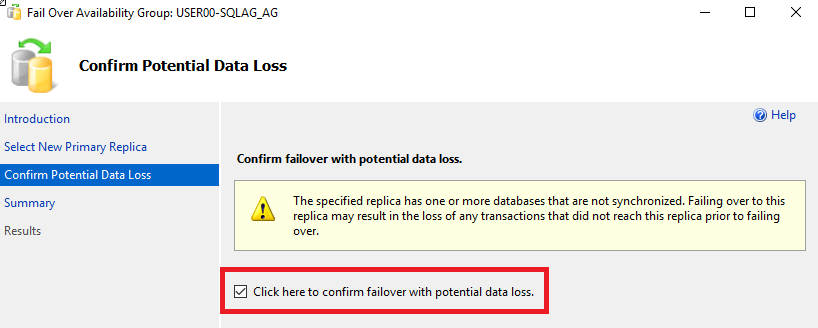 Fail Over Availability Group: USER00-SQLAG_AG
Confirm Potential Data Loss
Help
Introduction
Select New Primary Replica
Confirm Potential Data Loss
Summary
Results
Confirm failover with potential data loss.
The specified replica has one or more databases that are not synchronized. Failing over to this
replica may result in the loss of any transactions that did not reach this replica prior to failing
over.
Click here to confirm failover with potential data loss.